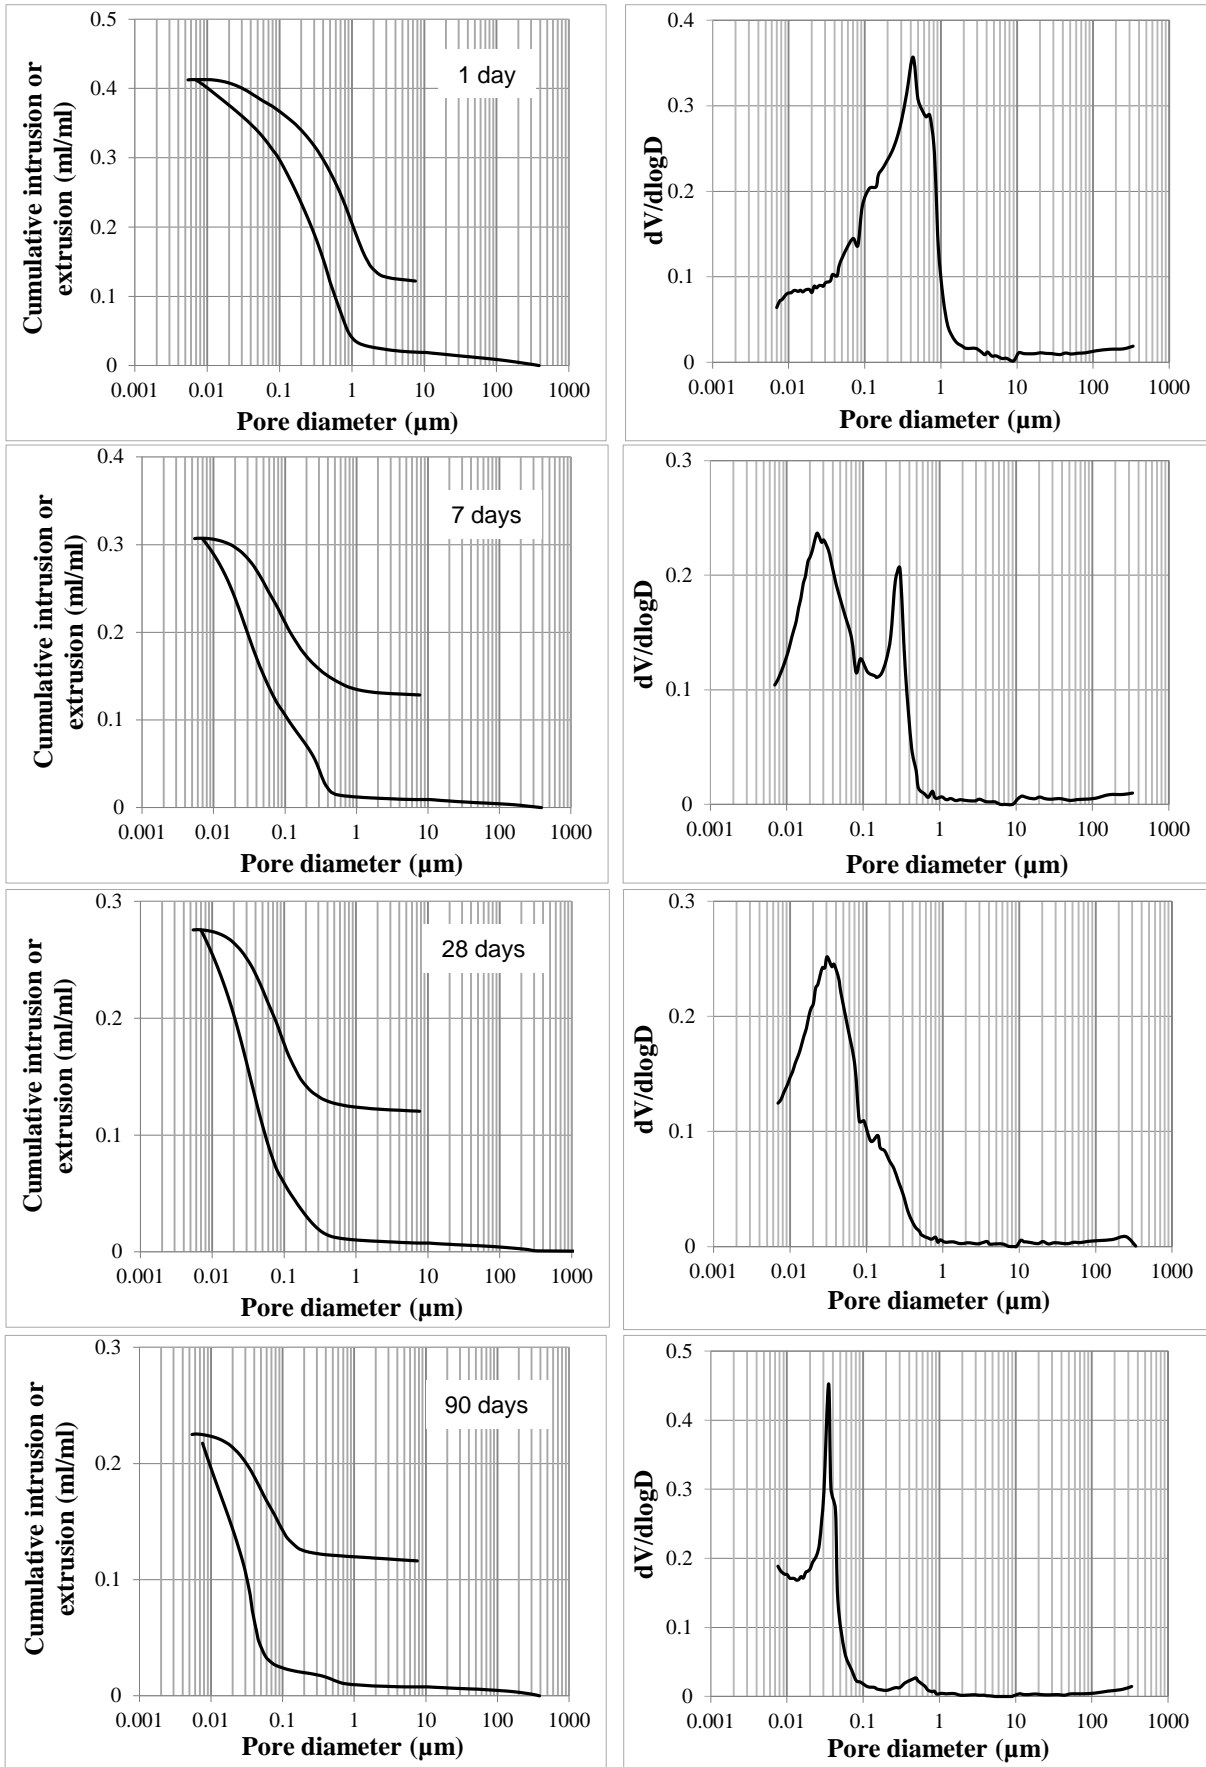 Cumulative intrusion or
extrusion (ml/ml)
0.5
0.4
0.3
0.2
0.1
0
1 day
0.001 0.01 0.1 1 10 100 1000
Pore diameter (µm)
dV/dlogD
0.4
0.3
0.2
0.1
0
0.001 0.01 0.1 1 10 100 1000
Pore diameter (µm)
Cumulative intrusion or
extrusion (ml/ml)
0.4
0.3
0.2
0.1
0
7 days
0.001 0.01 0.1 1 10 100 1000
Pore diameter (µm)
dV/dlogD
0.3
0.2
0.1
0
0.001 0.01 0.1 1 10 100 1000
Pore diameter (µm)
Cumulative intrusion or
extrusion (ml/ml)
0.3
0.2
0.1
0
28 days
0.001 0.01 0.1 1 10 100 1000
Pore diameter (µm)
dV/dlogD
0.3
0.2
0.1
0
0.001 0.01 0.1 1 10 100 1000
Pore diameter (µm)
Cumulative intrusion or
extrusion (ml/ml)
0.3
0.2
0.1
0
90 days
0.001 0.01 0.1 1 10 100 1000
Pore diameter (µm)
dV/dlogD
0.5
0.4
0.3
0.2
0.1
0
0.001 0.01 0.1 1 10 100 1000
Pore diameter (µm)